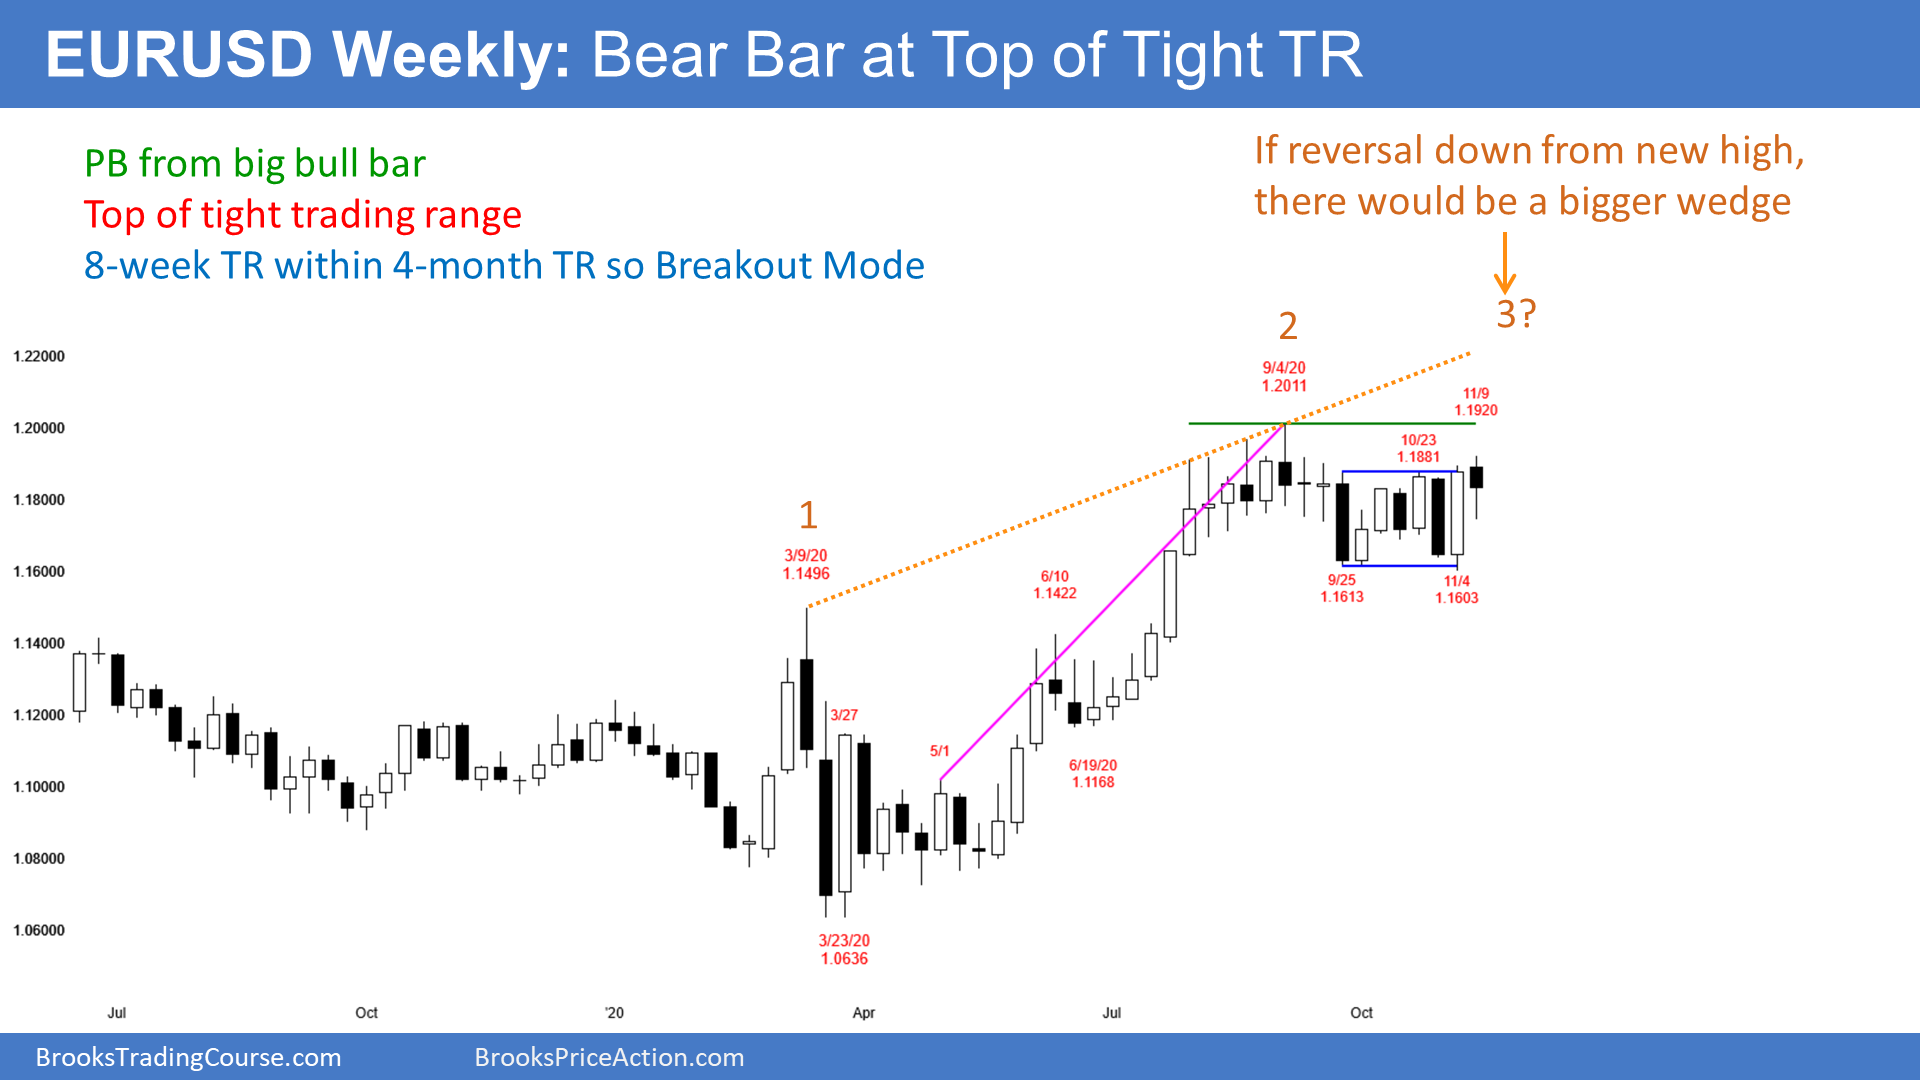 EURUSD Weekly: Bear Bar at Top of Tight TR
PB from big bull bar
Top of tight trading range
8-week TR within 4-month TR so Breakout Mode
If reversal down from new high,
there would be a bigger wedge
3?
2
9/4/20
1.2011
11/9
1.1920
10/23
1.1881
1
3/9/20
1.1496
6/10
1.1422
9/25
1.1613
11/4
1.1603
3/27
5/1
6/19/20
1.1168
3/23/20
1.0636
1.22000
1.20000
1.18000
1.16000
1.14000
1.12000
1.10000
1.08000
1.06000
Jul
Oct
'20
Apr
Jul
Oct
BrooksTradingCourse.com
BrooksPriceAction.com